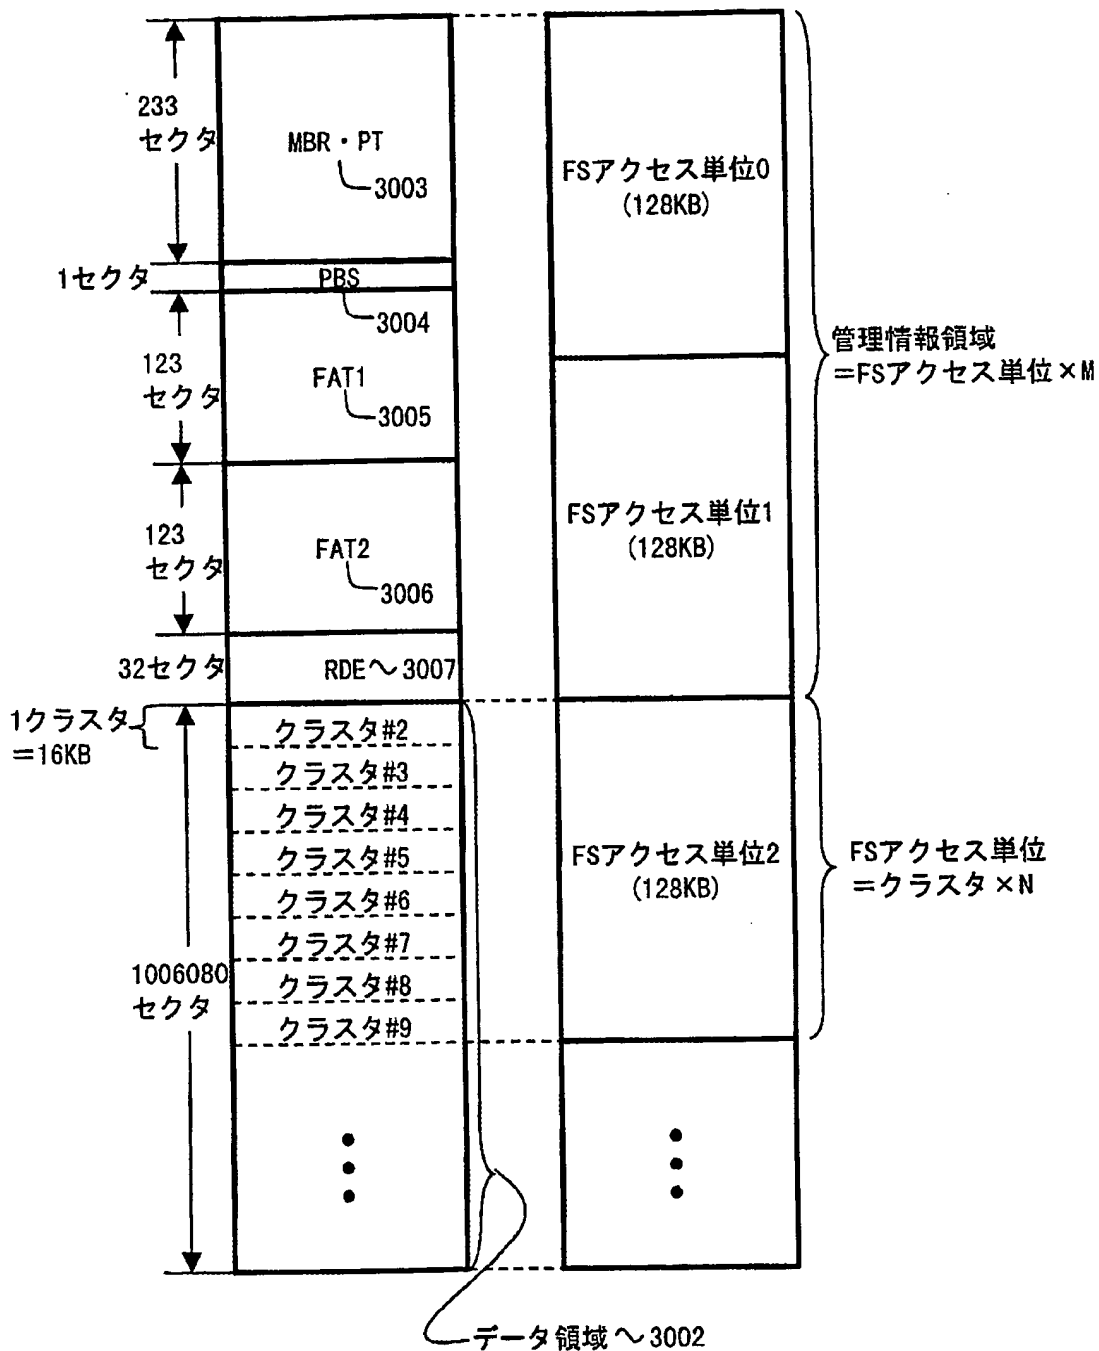 233
セクタ
MBR・PT
3003
1セクタ
PBS
3004
123
セクタ
FAT1
3005
123
セクタ
FAT2
3006
32セクタ
RDE〜3007
1クラスタ
=16KB
クラスタ#2
クラスタ#3
クラスタ#4
クラスタ#5
クラスタ#6
クラスタ#7
クラスタ#8
クラスタ#9
1006080
セクタ
データ領域〜3002
FSアクセス単位0
(128KB)
FSアクセス単位1
(128KB)
FSアクセス単位2
(128KB)
管理情報領域
=FSアクセス単位×M
FSアクセス単位
=クラスタ×N